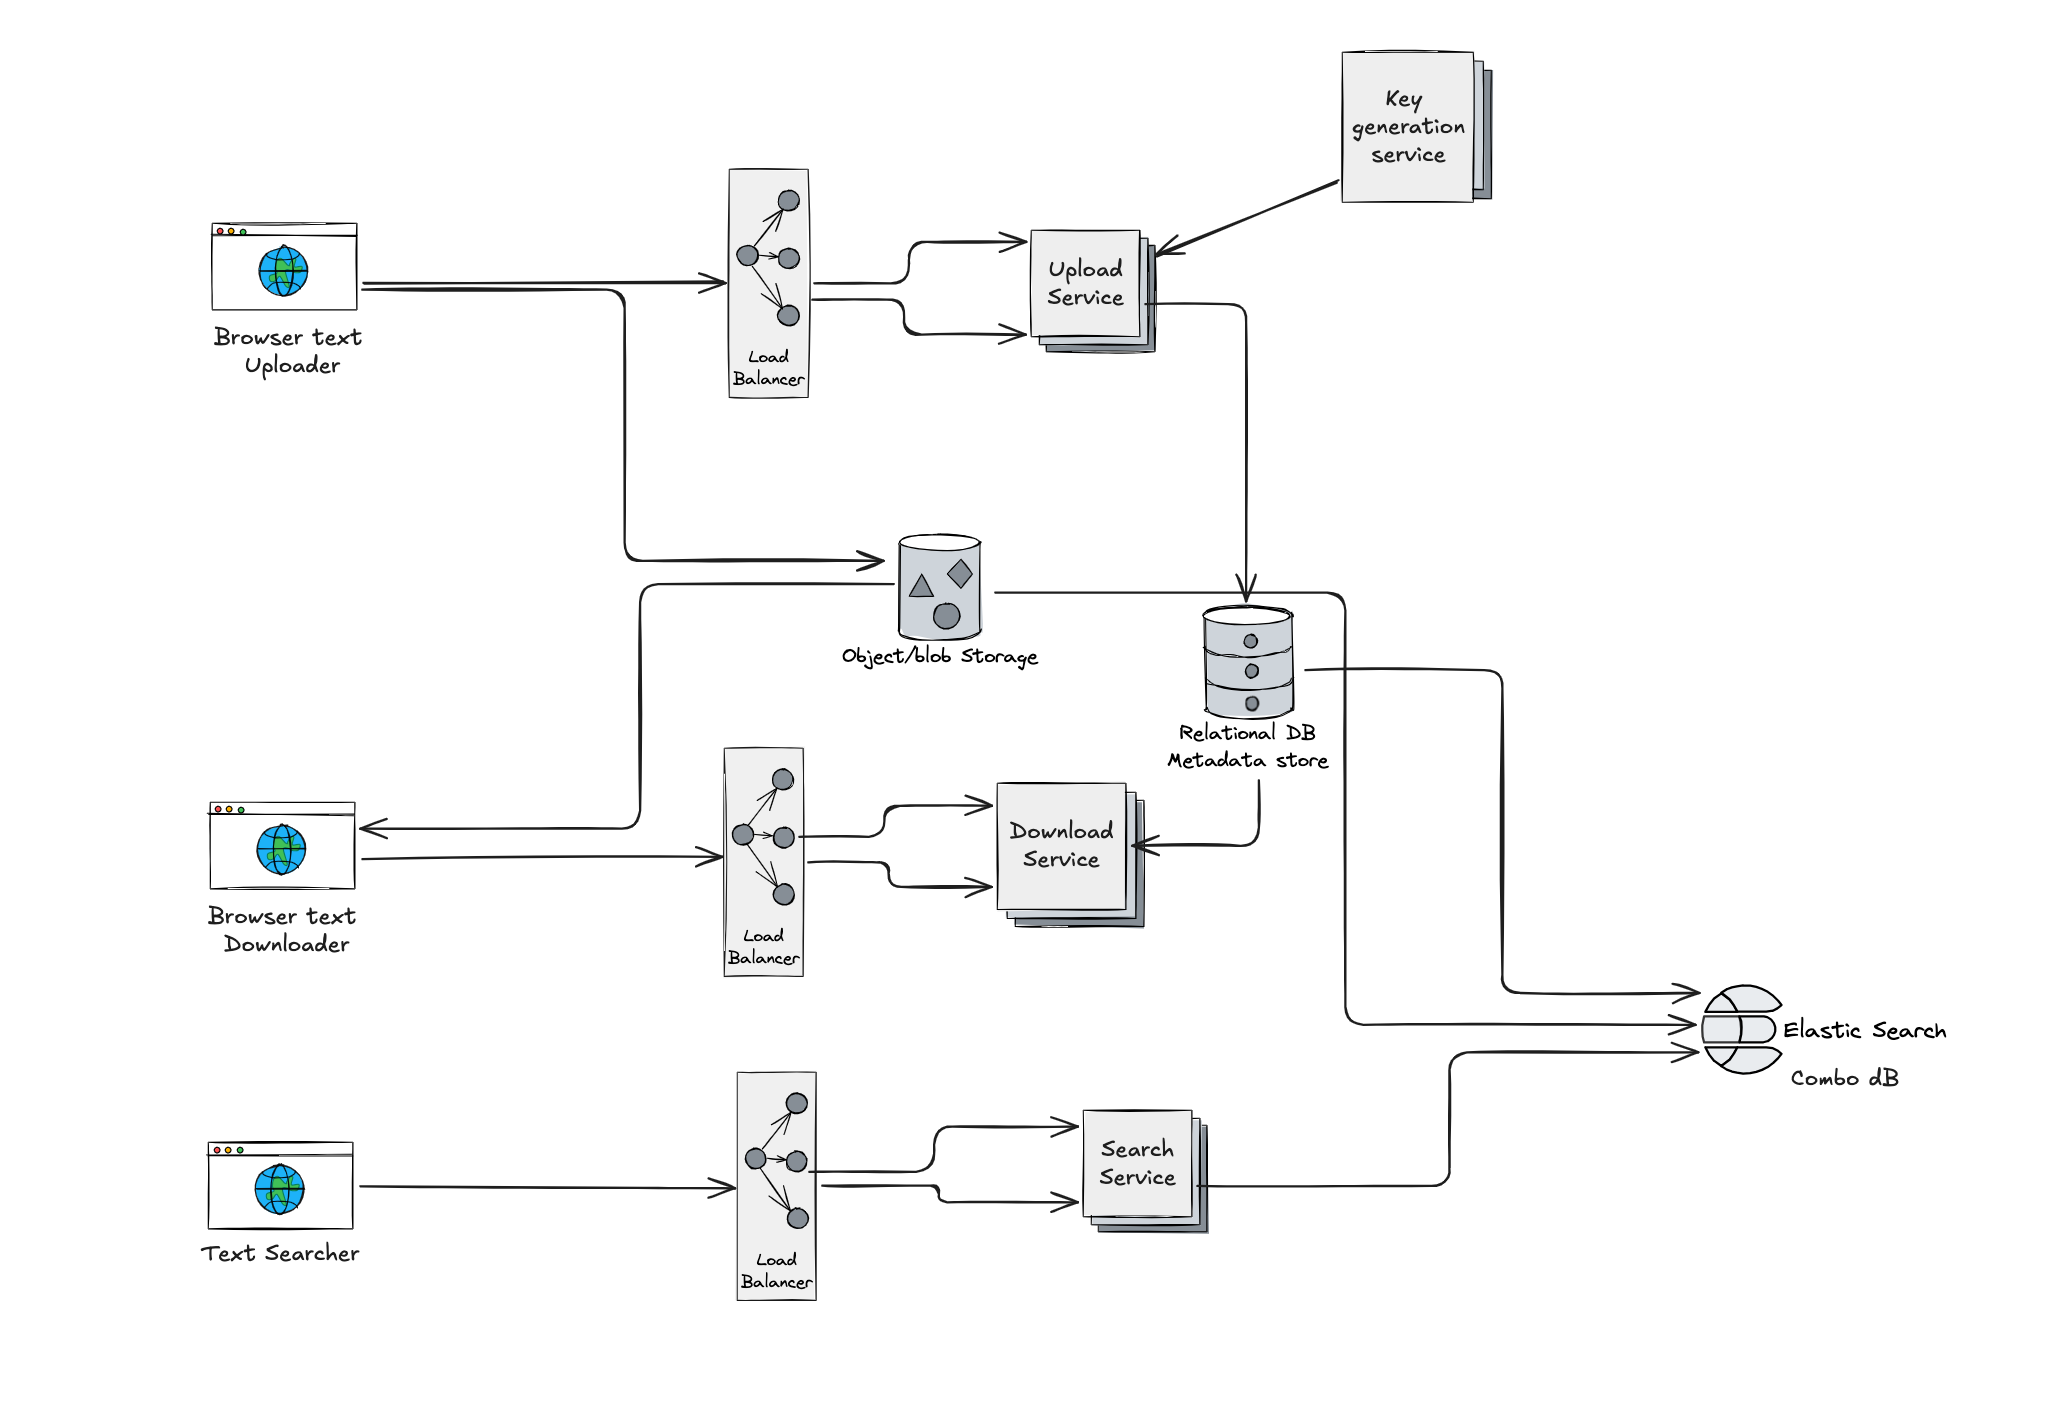 Key
generation
service
Upload
Service
Browser text
Uploader
Load
Balancer
Object/blob Storage
Relational DB
Metadata store
Download
Service
Browser text
Downloader
Load
Balancer
Elastic Search
Combo dB
Search
Service
Text Searcher
Load
Balancer